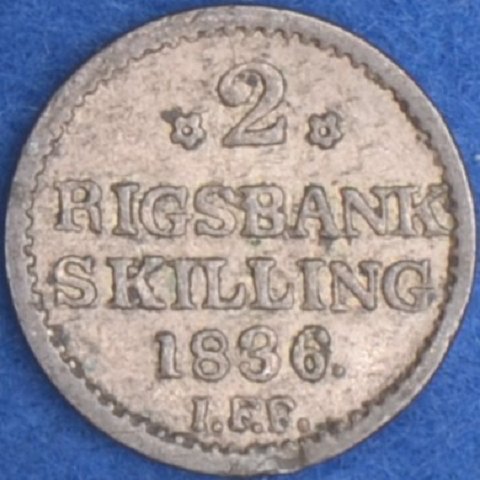 2
RIGSBANK
SKILLING
1836.
I.F.F.